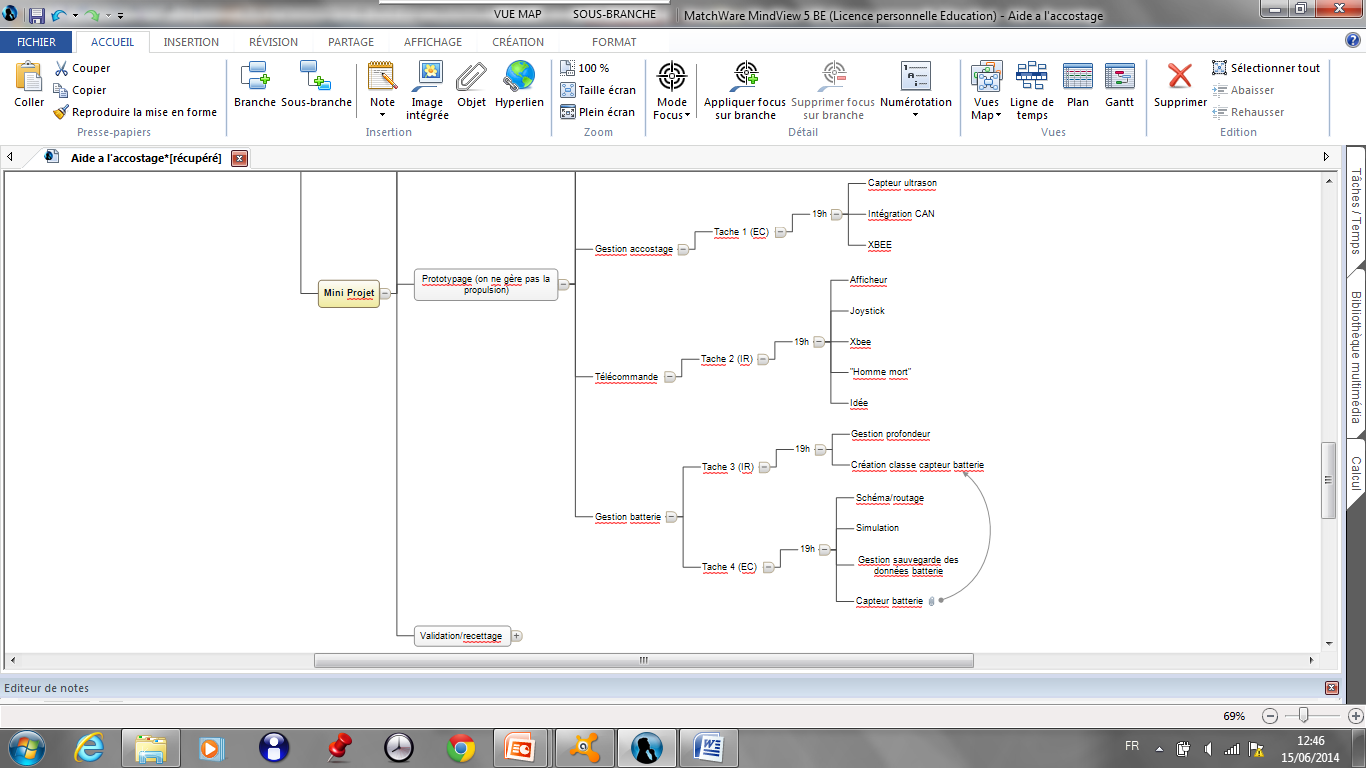 VUE MAP SOUS-BRANCHE MatchWare MindView 5 BE (Licence personnelle Education) - Aide a l'accostage
FICHIER ACCUEIL INSERTION RÉVISION PARTAGE AFFICHAGE CRÉATION FORMAT
Coller
Couper
Copier
Reproduire la mise en forme
Presse-papiers
Branche
Sous-branche
Note
Image intégrée
Objet
Hyperlien
Insertion
100 %
Taille écran
Plein écran
Zoom
Mode Focus
Appliquer focus sur branche
Supprimer focus sur branche
Numérotation
Détail
Vues Map
Ligne de temps
Plan
Gantt
Vues
Supprimer
Sélectionner tout
Abaisser
Rehausser
Edition
Aide a l'accostage*[récupéré]
Mini Projet
Prototypage (on ne gère pas la
propulsion)
Gestion accostage
Tache 1 (EC)
19h
Capteur ultrason
Intégration CAN
XBEE
Télécommande
Tache 2 (IR)
19h
Afficheur
Joystick
Xbee
"Homme mort"
Idée
Gestion batterie
Tache 3 (IR)
19h
Gestion profondeur
Création classe capteur batterie
Tache 4 (EC)
19h
Schéma/routage
Simulation
Gestion sauvegarde des
données batterie
Capteur batterie
Validation/recettage
Tâches / Temps
Bibliothèque multimédia
Calcul
Editeur de notes
69%
FR
12:46
15/06/2014